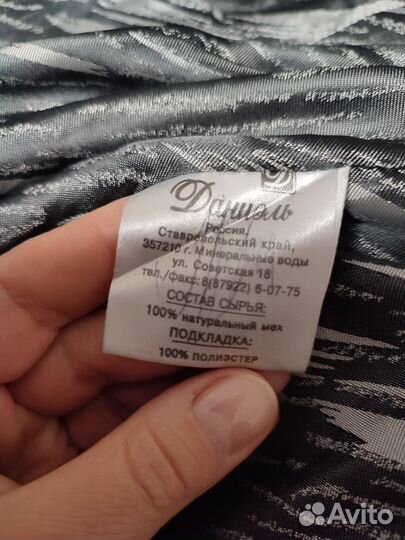 Даниэль
Россия,
Ставропольский край,
357210 г. Минеральные воды
ул. Советская 18
тел./факс: 8(87922) 6-07-75
СОСТАВ СЫРЬЯ:
100% натуральный мех
ПОДКЛАДКА:
100% ПОЛИЭСТЕР
Avito